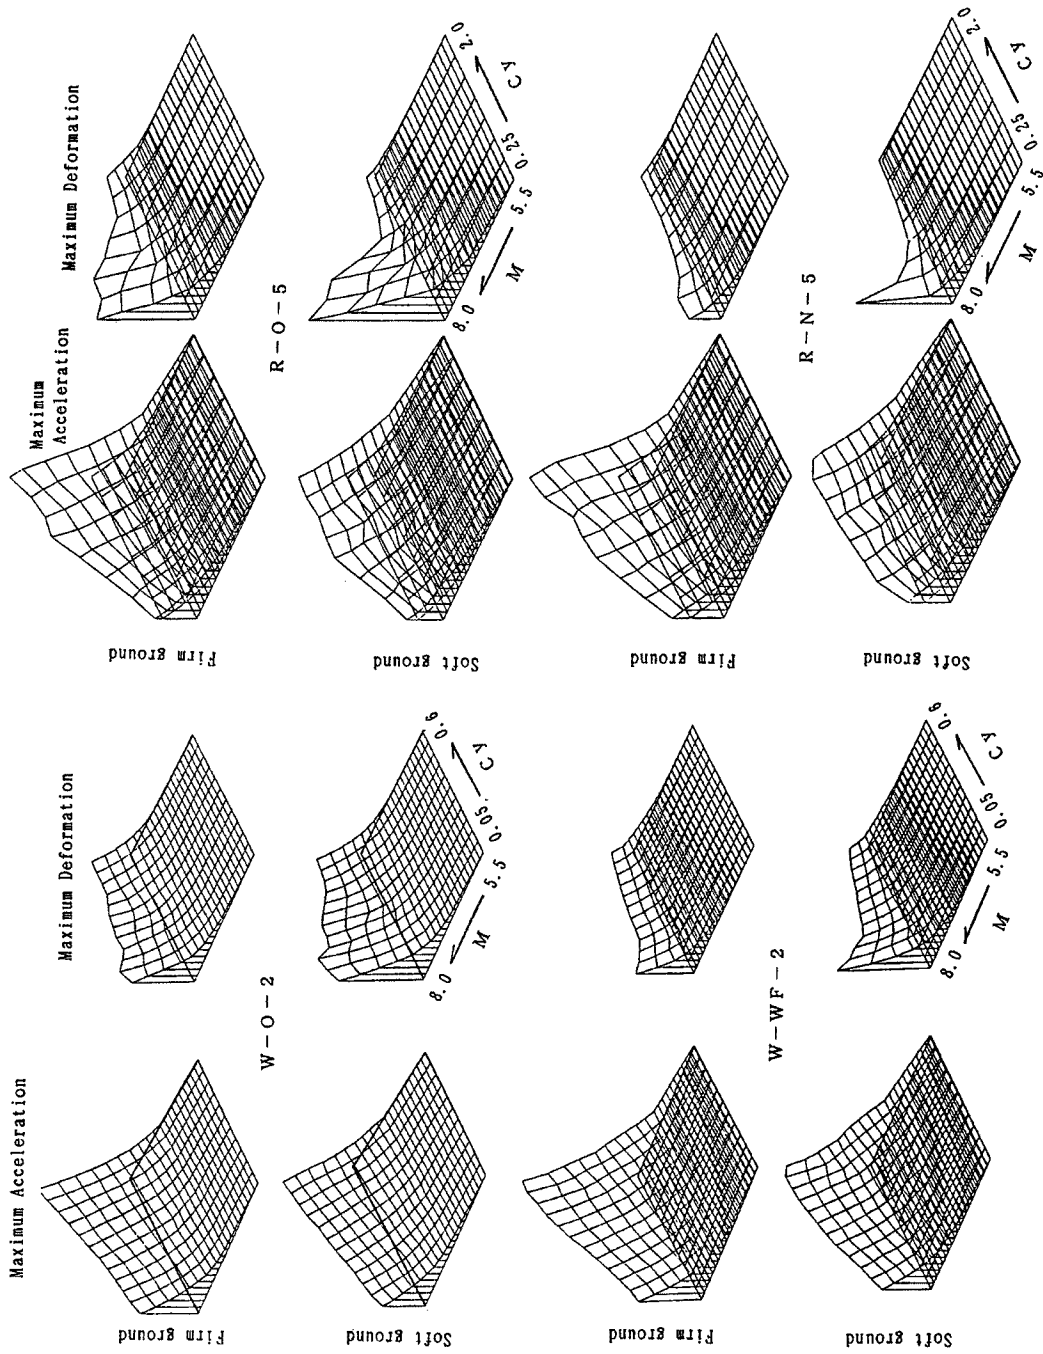 Maximum Deformation
Maximum
Acceleration
Firm ground
R-O-5
Soft ground
2.0
Cy
0.25
5.5
M
8.0
Firm ground
R-N-5
Soft ground
2.0
Cy
0.25
5.5
M
8.0
Maximum Acceleration
Maximum Deformation
Firm ground
W-O-2
Soft ground
0.6
Cy
0.05
5.5
M
8.0
Firm ground
W-WF-2
Soft ground
0.6
Cy
0.05
5.5
M
8.0